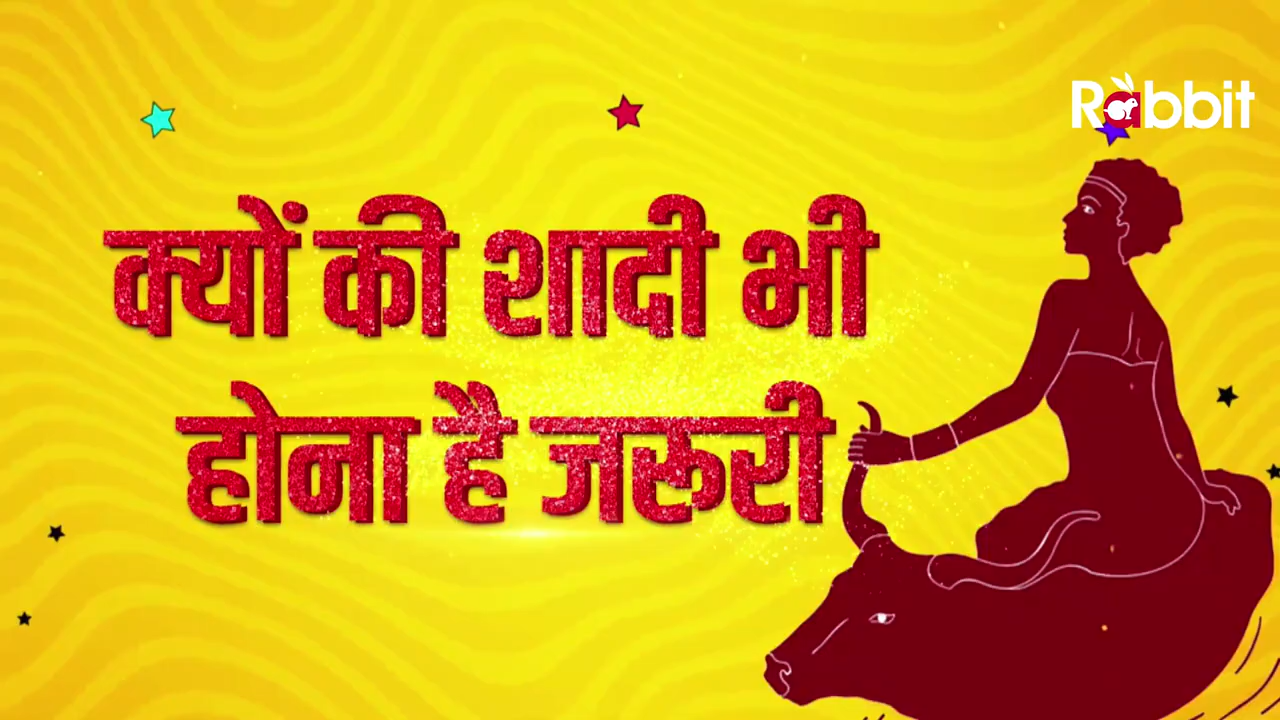 Rabbit
क्यों की शादी भी
होना है जरूरी